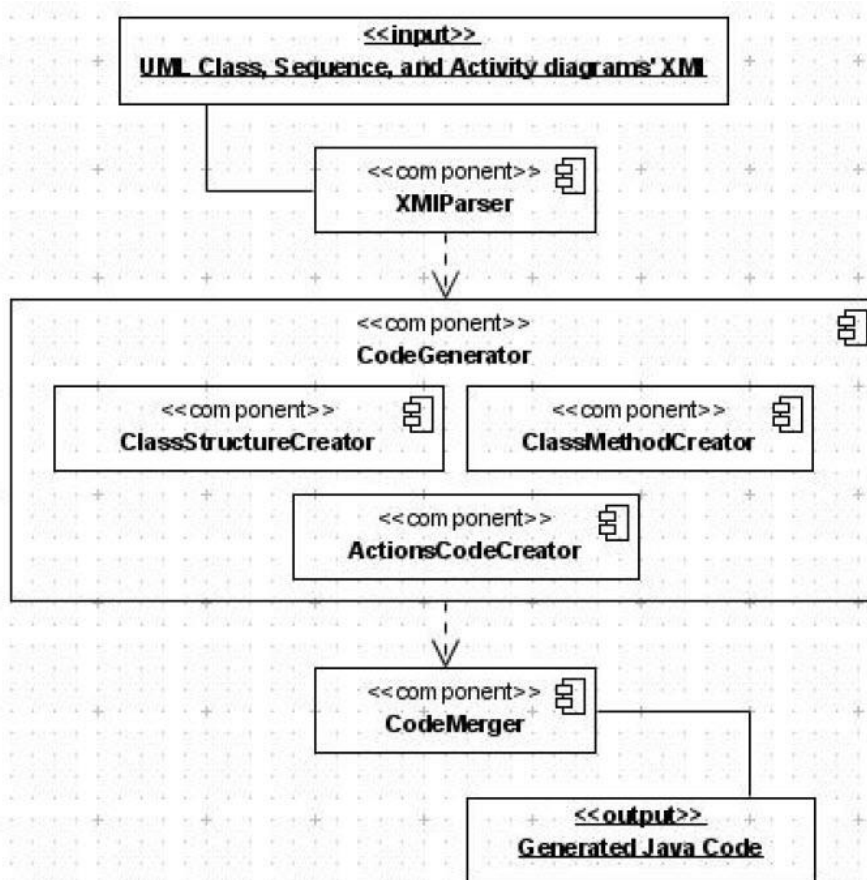 <<input>>
UML Class, Sequence, and Activity diagrams' XMI
<<component>>
XMIParser
<<component>>
CodeGenerator
<<component>>
ClassStructureCreator
<<component>>
ClassMethodCreator
<<component>>
ActionsCodeCreator
<<component>>
CodeMerger
<<output>>
Generated Java Code